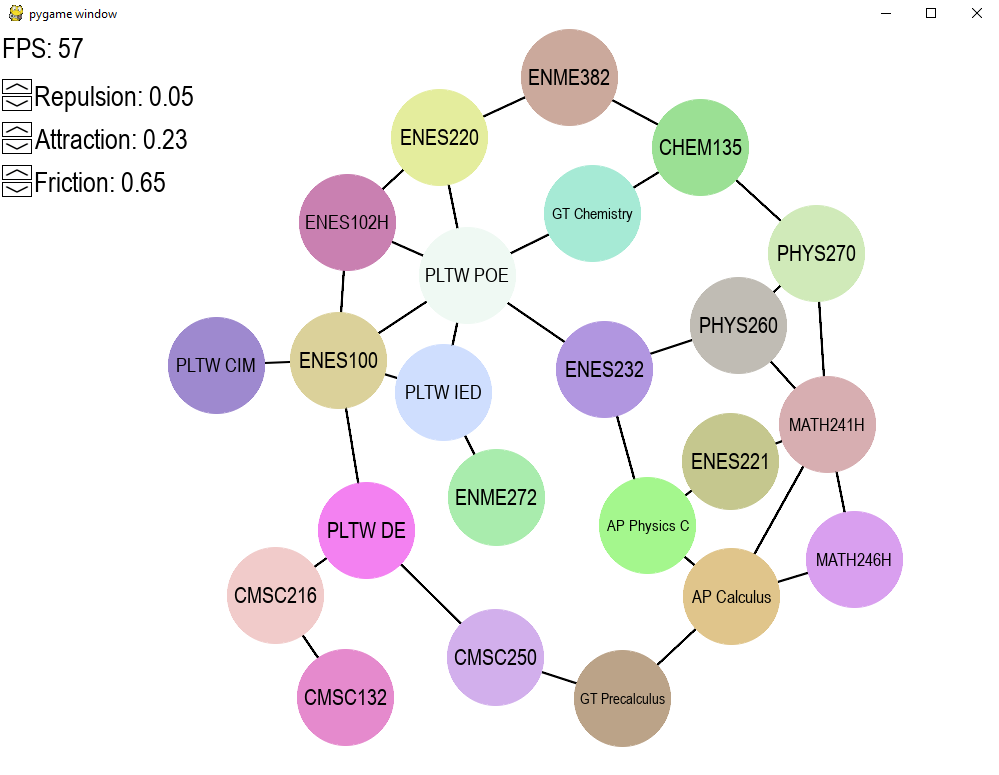 pygame window
FPS: 57
Repulsion: 0.05
Attraction: 0.23
Friction: 0.65
ENME382
ENES220
CHEM135
GT Chemistry
ENES102H
PHYS270
PLTW POE
PHYS260
ENES100
PLTW CIM
ENES232
PLTW IED
MATH241H
ENES221
ENME272
AP Physics C
PLTW DE
MATH246H
CMSC216
AP Calculus
CMSC250
CMSC132
GT Precalculus